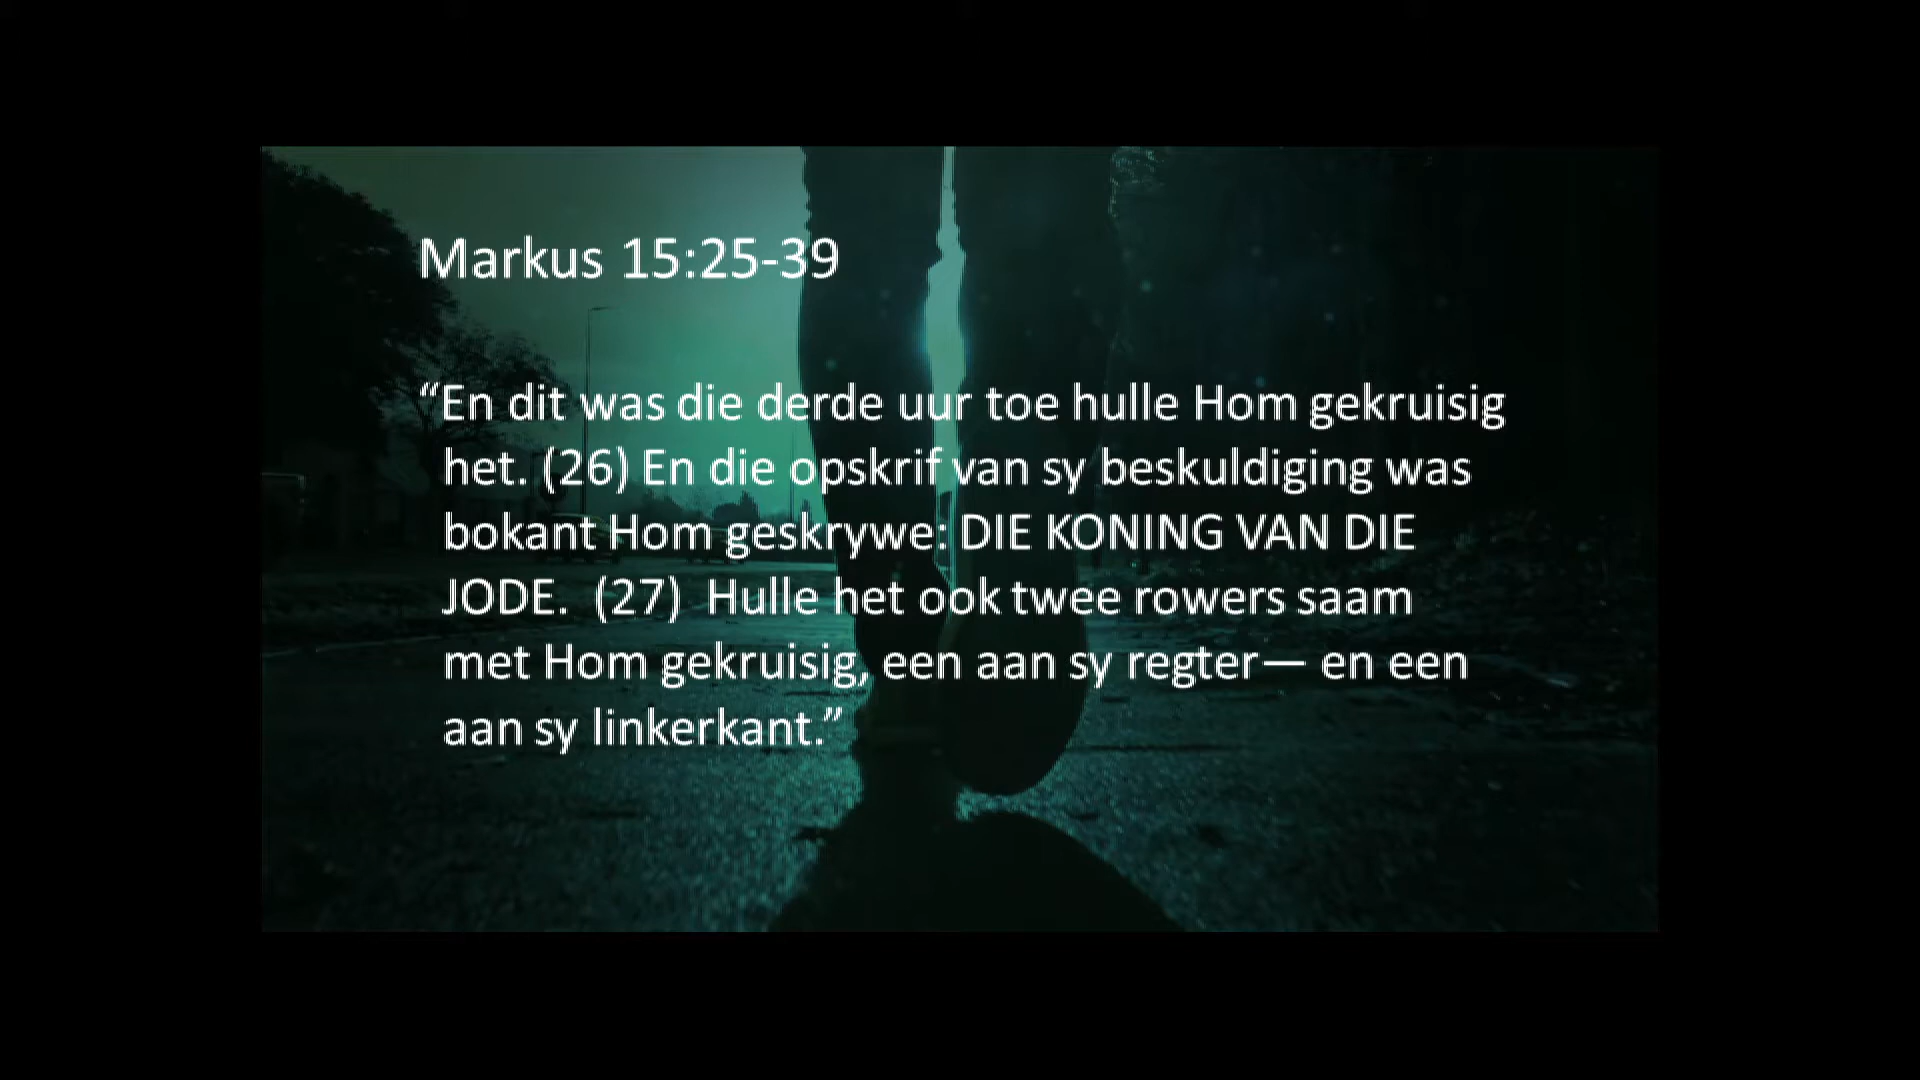 Markus 15:25-39
“En dit was die derde uur toe hulle Hom gekruisig
het. (26) En die opskrif van sy beskuldiging was
bokant Hom geskrywe: DIE KONING VAN DIE
JODE.  (27)  Hulle het ook twee rowers saam
met Hom gekruisig, een aan sy regter— en een
aan sy linkerkant.”